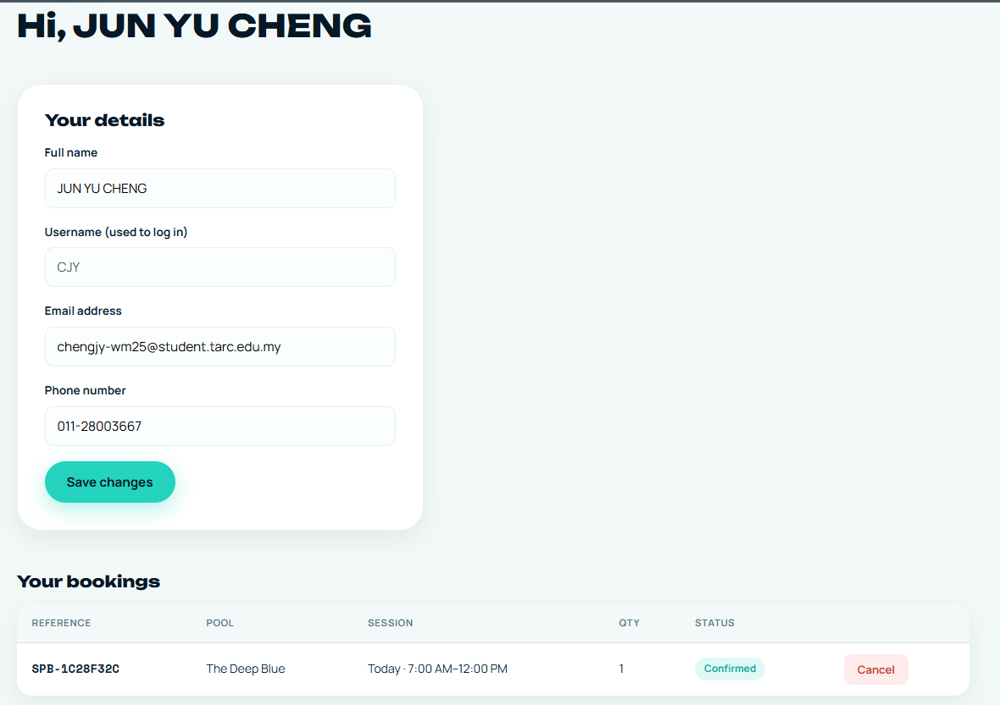 Hi, JUN YU CHENG
Your details
Full name
JUN YU CHENG
Username (used to log in)
CJY
Email address
chengjy-wm25@student.tarc.edu.my
Phone number
011-28003667
Save changes
Your bookings
REFERENCE POOL SESSION QTY STATUS
SPB-1C28F32C The Deep Blue Today · 7:00 AM–12:00 PM 1 Confirmed Cancel